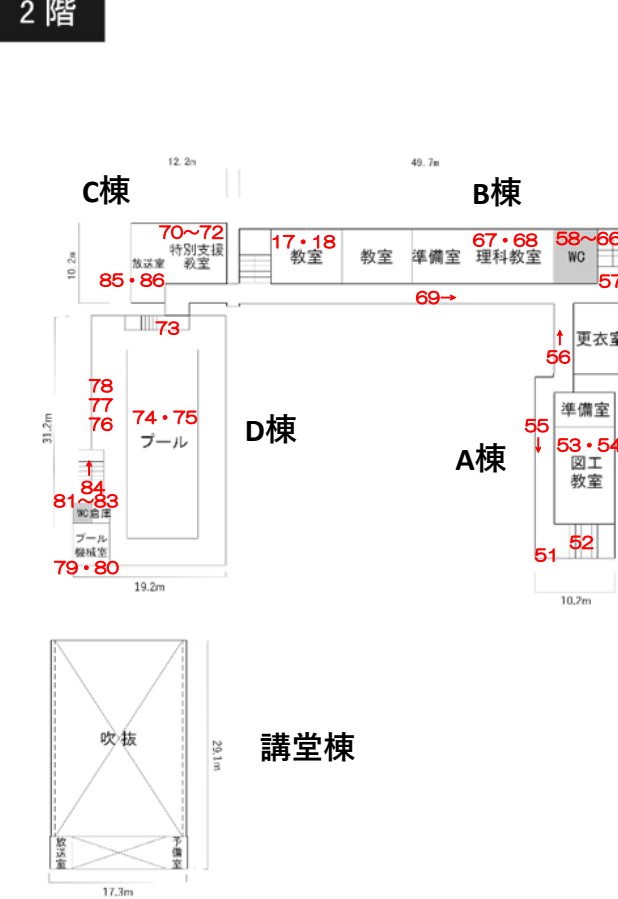 2階
12.2m
49.7m
C棟
B棟
70～72
特別支援
教室
放送室
85・86
10.2m
17・18
教室
教室
準備室
67・68
理科教室
58～66
WC
57
69→
73
56
更衣室
78
77
76
74・75
プール
31.2m
D棟
準備室
55
53・54
図工
教室
A棟
84
81～83
WC倉庫
プール
機械室
79・80
52
51
19.2m
10.2m
吹抜
29.1m
講堂棟
放送室
予備室
17.3m